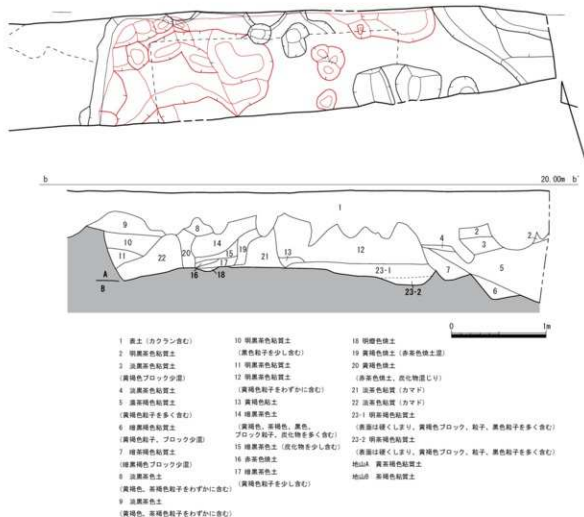 b
20.00m b'
1
9
8
2
2
10
14
4
3
12
11
22
20
15
19
21
13
17
5
A
23-1
7
B
16
18
23-2
6
0
1m
1 表土(カクラン含む)
2 明黒茶色粘質土
3 淡黒茶色粘質土
(黄褐色ブロック少混)
4 淡黒茶色粘質土
5 濃茶褐色粘質土
(黄褐色粒子を多く含む)
6 暗黒褐色粘質土
(黄褐色粒子、ブロック少混)
7 暗茶褐色粘質土
(暗黒褐色ブロック少混)
8 淡黒茶色土
(黄褐色、茶褐色粒子をわずかに含む)
9 淡黒茶色土
(黄褐色、茶褐色粒子をわずかに含む)
10 明黒茶色粘質土
(黒色粒子を少し含む)
11 明黒茶色粘質土
12 明黒茶色粘質土
(黄褐色粒子をわずかに含む)
13 黄褐色粘土
14 暗黒茶色土
(黄褐色、茶褐色、黒色、
ブロック粒子、炭化物を多く含む)
15 暗黒茶色土(炭化物を少し含む)
16 赤茶色焼土
17 暗黒茶色土
(黄褐色粒子を少し含む)
18 明橙色焼土
19 黄褐色焼土(赤茶色焼土混)
20 黄褐色土
(赤茶色焼土、炭化物混じり)
21 淡茶色粘質(カマド)
22 淡茶色粘質(カマド)
23-1 明茶褐色粘質土
(表面は硬くしまり、黄褐色ブロック、粒子、黒色粒子を多く含む)
23-2 明茶褐色粘質土
(表面は硬くしまり、黄褐色ブロック、粒子、黒色粒子を多く含む)
地山A 黄茶褐色粘質土
地山B 茶褐色粘質土